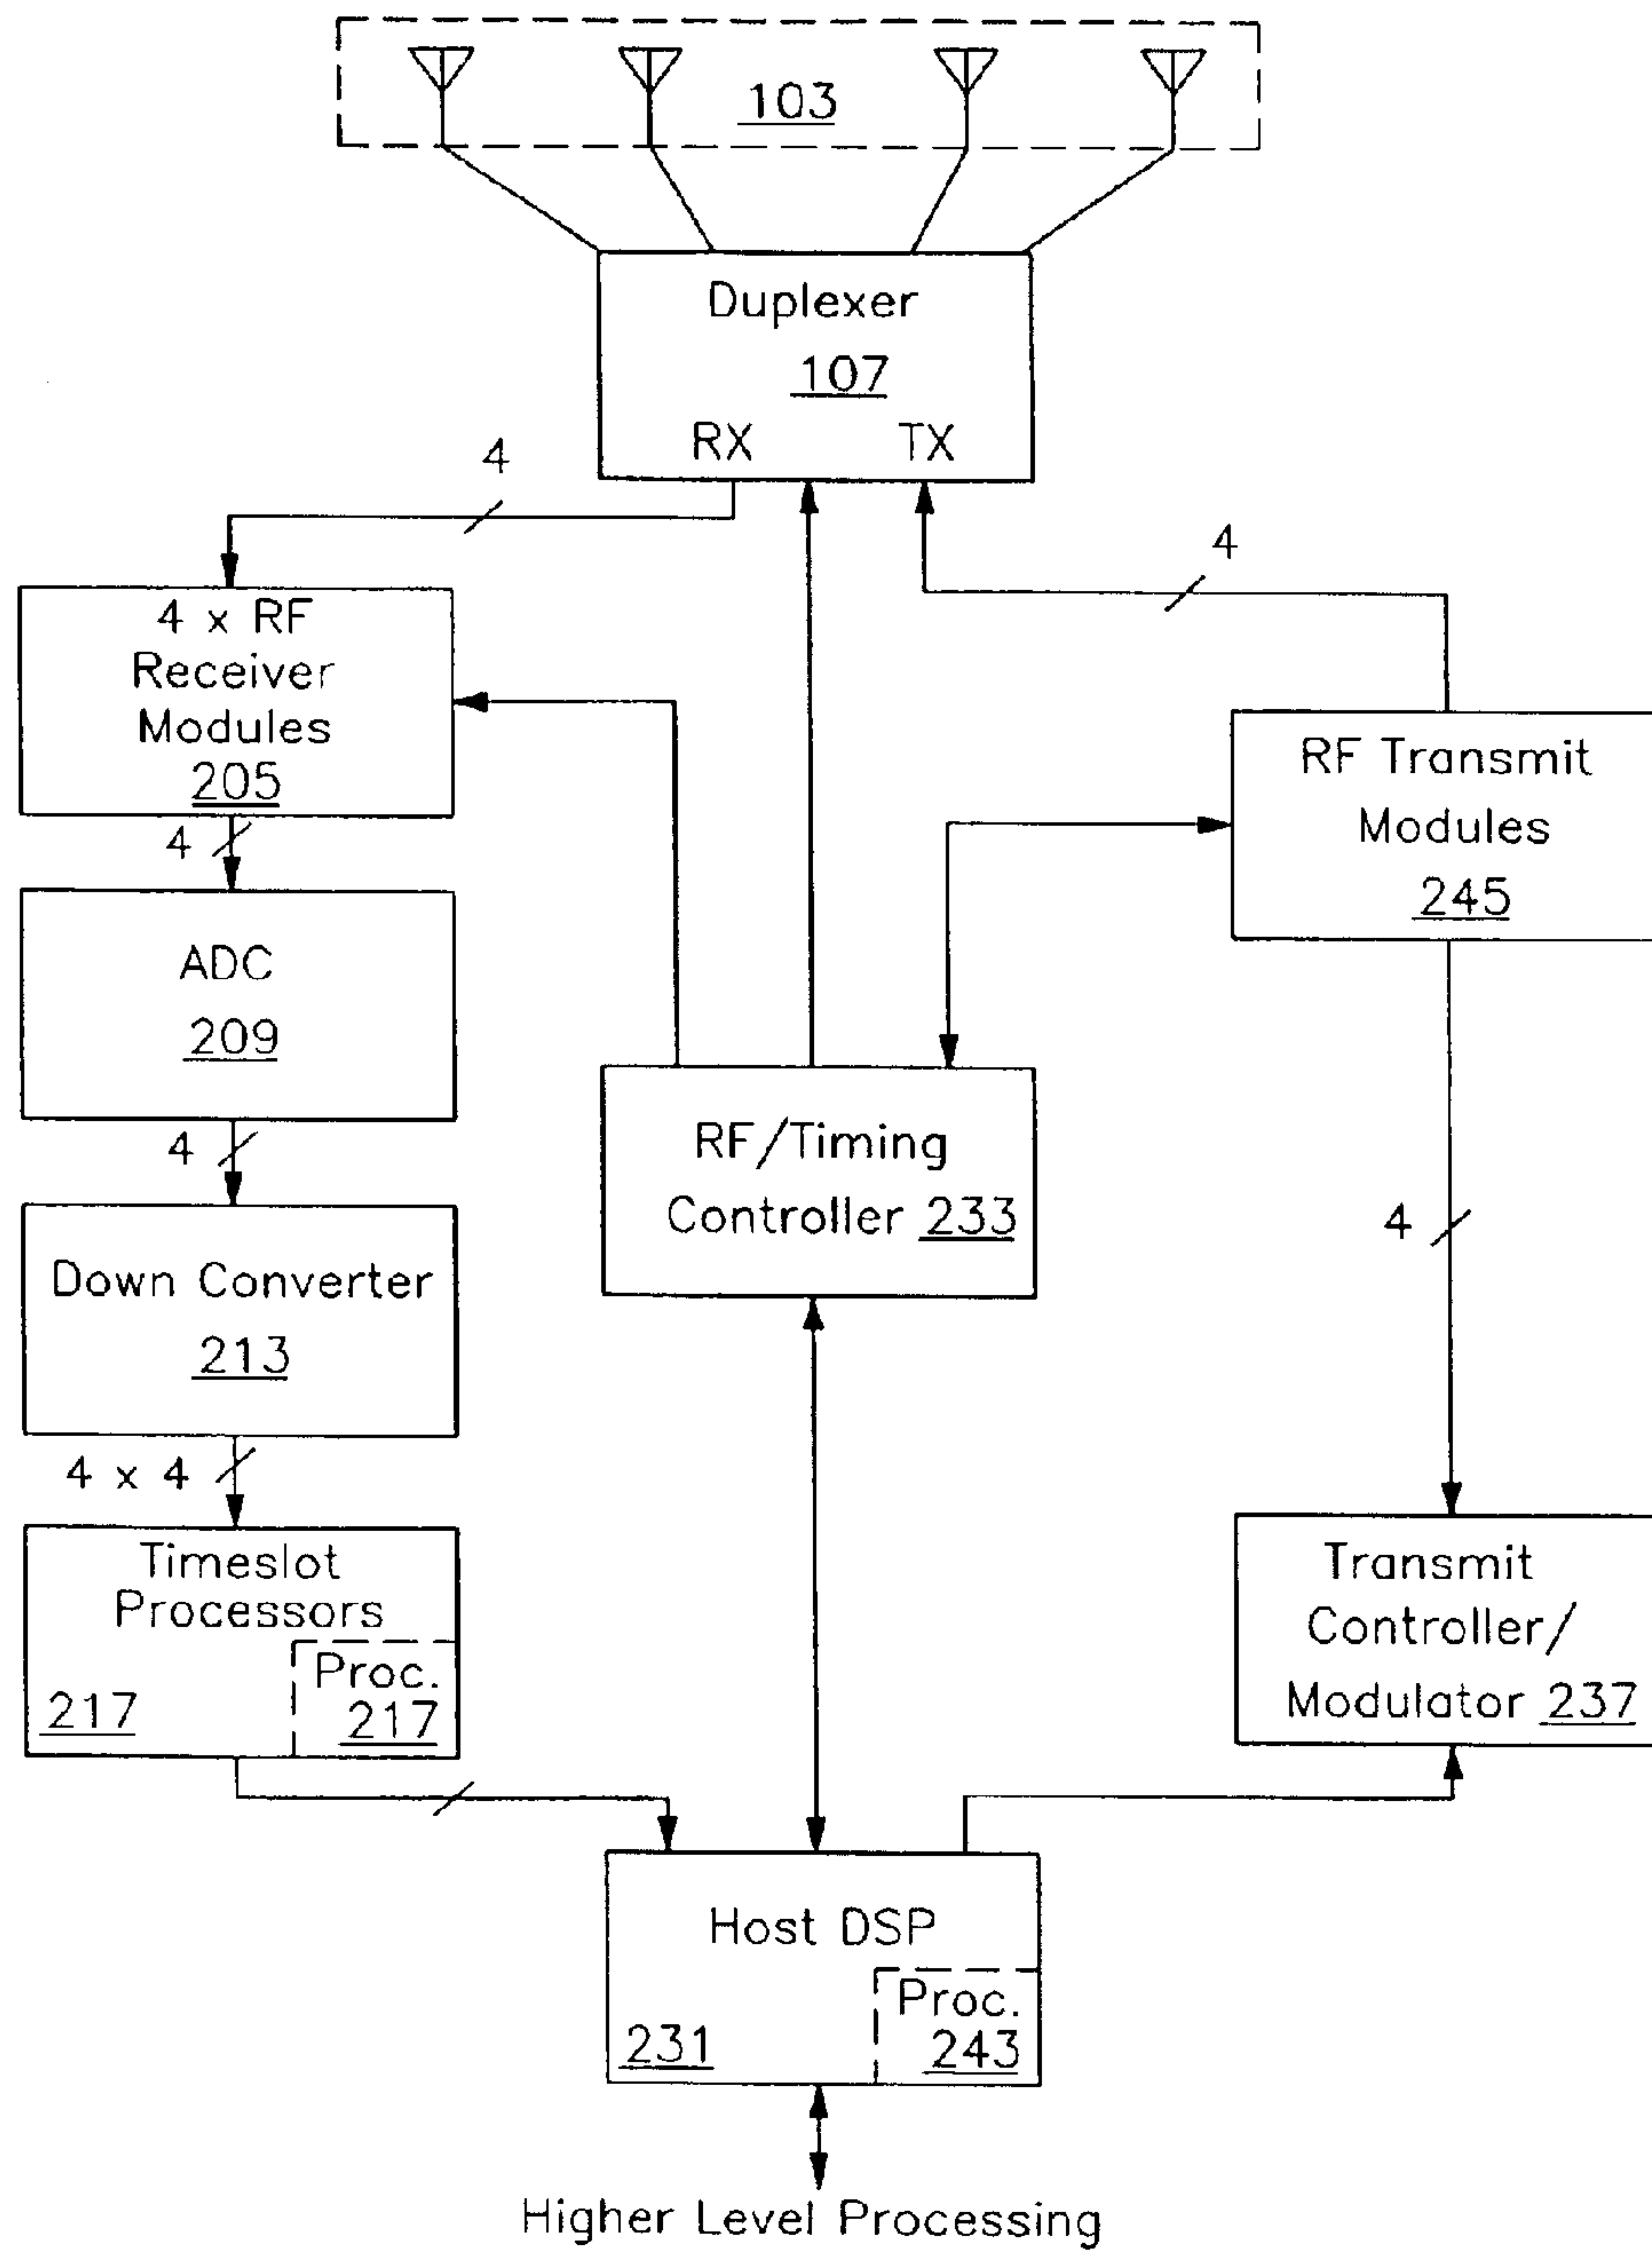 103
Duplexer
107
RX TX
4
4
4 x RF
Receiver
Modules
205
RF Transmit
Modules
245
4
ADC
209
RF/Timing
Controller 233
4
4
Down Converter
213
4 x 4
Timeslot
Processors
217
Proc.
217
Transmit
Controller/
Modulator 237
Host DSP
231
Proc.
243
Higher Level Processing